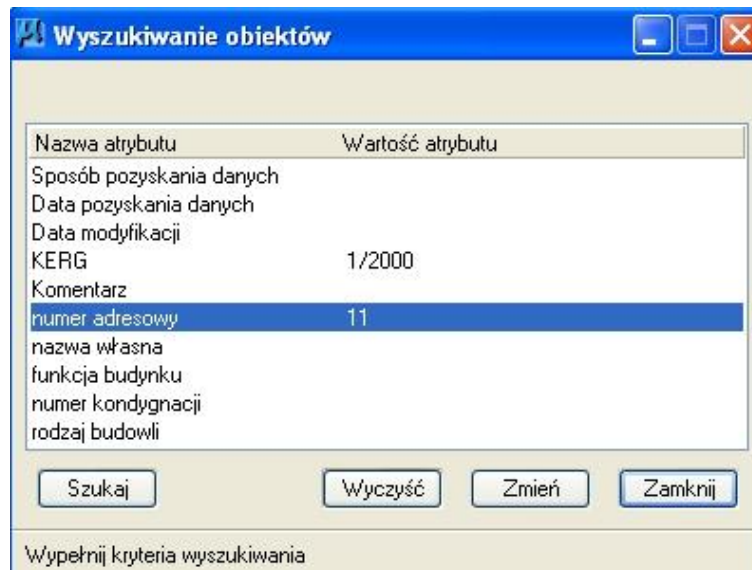 Wyszukiwanie obiektów
Nazwa atrybutu Wartość atrybutu
Sposób pozyskania danych
Data pozyskania danych
Data modyfikacji
KERG 1/2000
Komentarz
numer adresowy 11
nazwa własna
funkcja budynku
numer kondygnacji
rodzaj budowli
Szukaj Wyczyść Zmień Zamknij
Wypełnij kryteria wyszukiwania